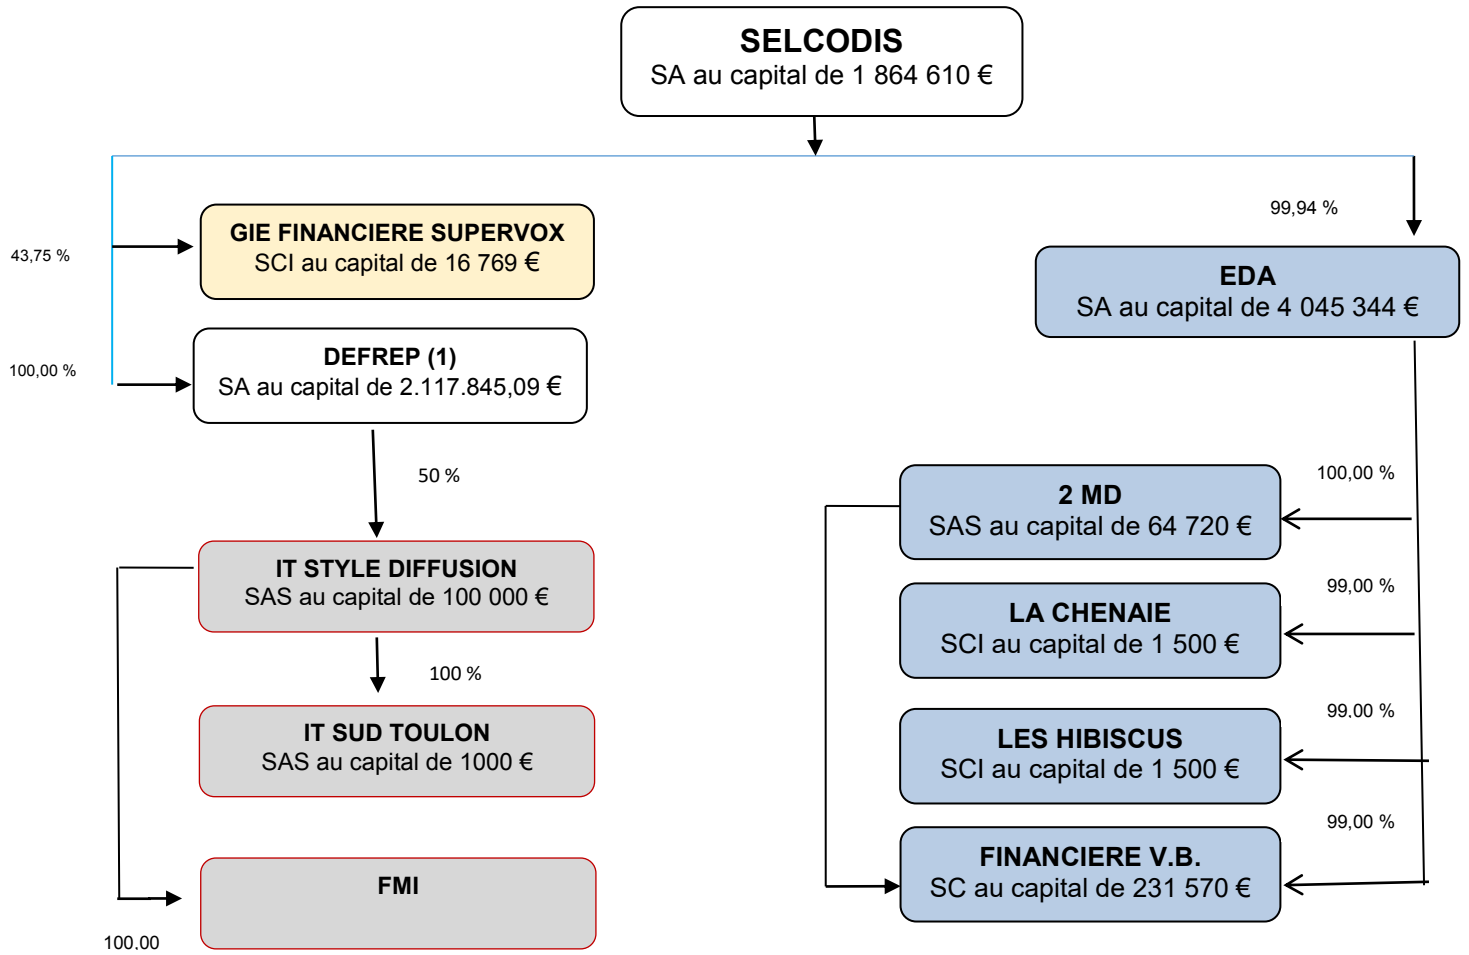 SELCODIS
SA au capital de 1 864 610 €
99,94 %
43,75 %
GIE FINANCIERE SUPERVOX
SCI au capital de 16 769 €
EDA
SA au capital de 4 045 344 €
100,00 %
DEFREP (1)
SA au capital de 2.117.845,09 €
50 %
100,00 %
2 MD
SAS au capital de 64 720 €
IT STYLE DIFFUSION
SAS au capital de 100 000 €
99,00 %
LA CHENAIE
SCI au capital de 1 500 €
100 %
IT SUD TOULON
SAS au capital de 1000 €
99.00 %
LES HIBISCUS
SCI au capital de 1 500 €
99,00 %
FINANCIERE V.B.
SC au capital de 231 570 €
FMI
100,00